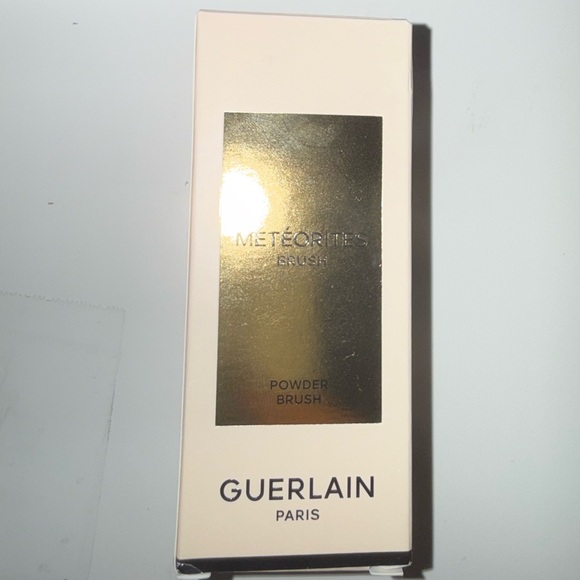 MÉTÉORITES
BRUSH
POWDER
BRUSH
GUERLAIN
PARIS